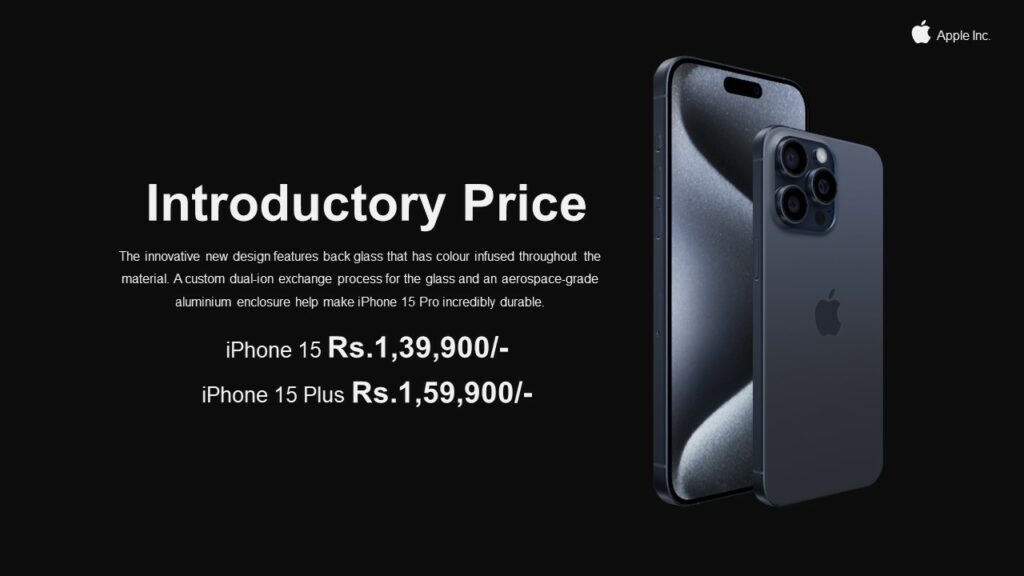 Apple Inc.
Introductory Price
The innovative new design features back glass that has colour infused throughout the
material. A custom dual-ion exchange process for the glass and an aerospace-grade
aluminium enclosure help make iPhone 15 Pro incredibly durable.
iPhone 15 Rs.1,39,900/-
iPhone 15 Plus Rs.1,59,900/-